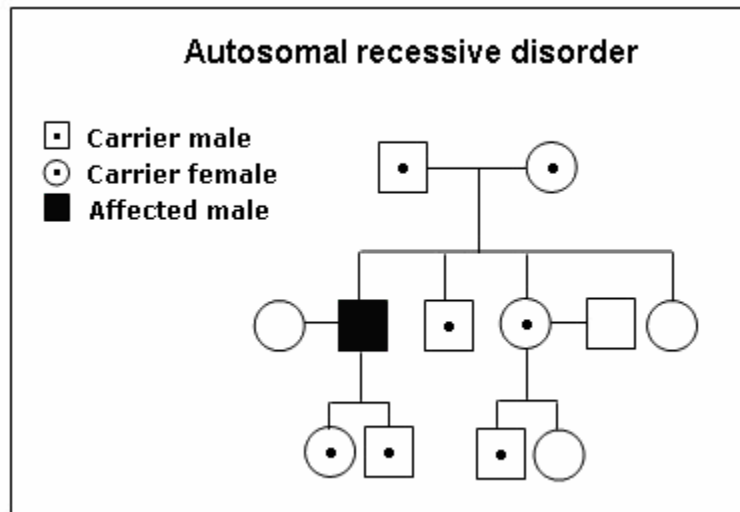 Autosomal recessive disorder
Carrier male
Carrier female
Affected male